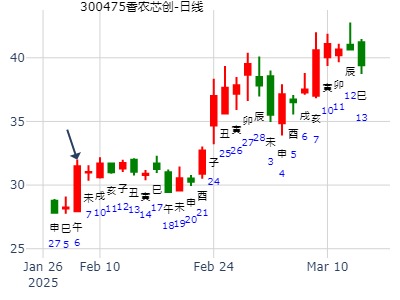 300475香农芯创-日线
40
35
30
25
申 巳 午 未 戌 亥 子 丑 寅 巳 午 未 申 酉 子 丑 寅 卯 辰 未 申 酉 戌 亥 寅 卯 辰 巳
27 5 6 7 10 11 12 13 14 17 18 19 20 21 24 25 26 27 28 3 4 5 6 7 10 11 12 13
Jan 26 Feb 10 Feb 24 Mar 10
2025